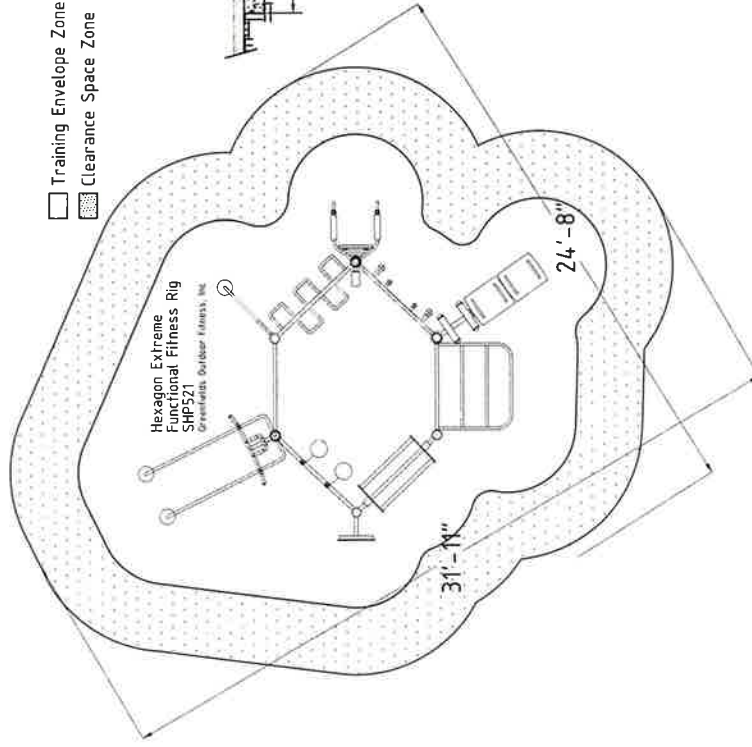 Training Envelope Zone
Clearance Space Zone
Hexagon Extreme
Functional Fitness Rig
SHP521
Greenfields Outdoor Fitness, Inc
24'-8"
31'-11"